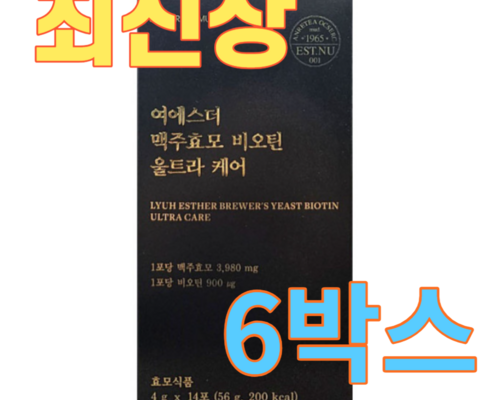 최신상
1965
EST.NU
001
여에스더
맥주효모 비오틴
울트라 케어
LYUH ESTHER BREWER'S YEAST BIOTIN
ULTRA CARE
1포당 맥주효모 3,980 mg
1포당 비오틴 900 µg
6박스
효모식품
4 g x 14포 (56 g, 200 kcal)